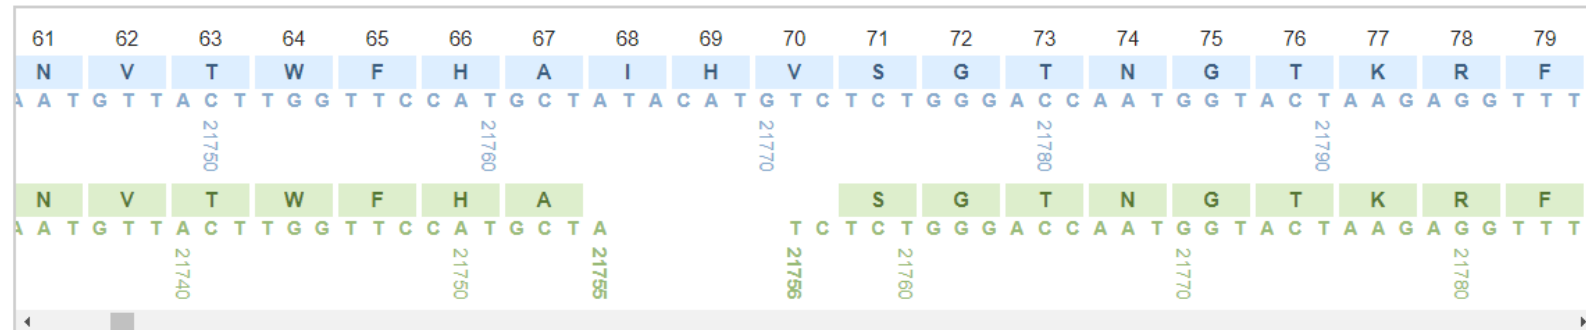 61 62 63 64 65 66 67 68 69 70 71 72 73 74 75 76 77 78 79
N V T W F H A I H V S G T N G T K R F
A A T G T T A C T T G G T T C C A T G C T A T A C A T G T C T C T G G G A C C A A T G G T A C T A A G A G G T T T
21750 21760 21770 21780 21790
N V T W F H A S G T N G T K R F
A A T G T T A C T T G G T T C C A T G C T A T C T C T G G G A C C A A T G G T A C T A A G A G G T T T
21740 21750 21755 21756 21760 21770 21780